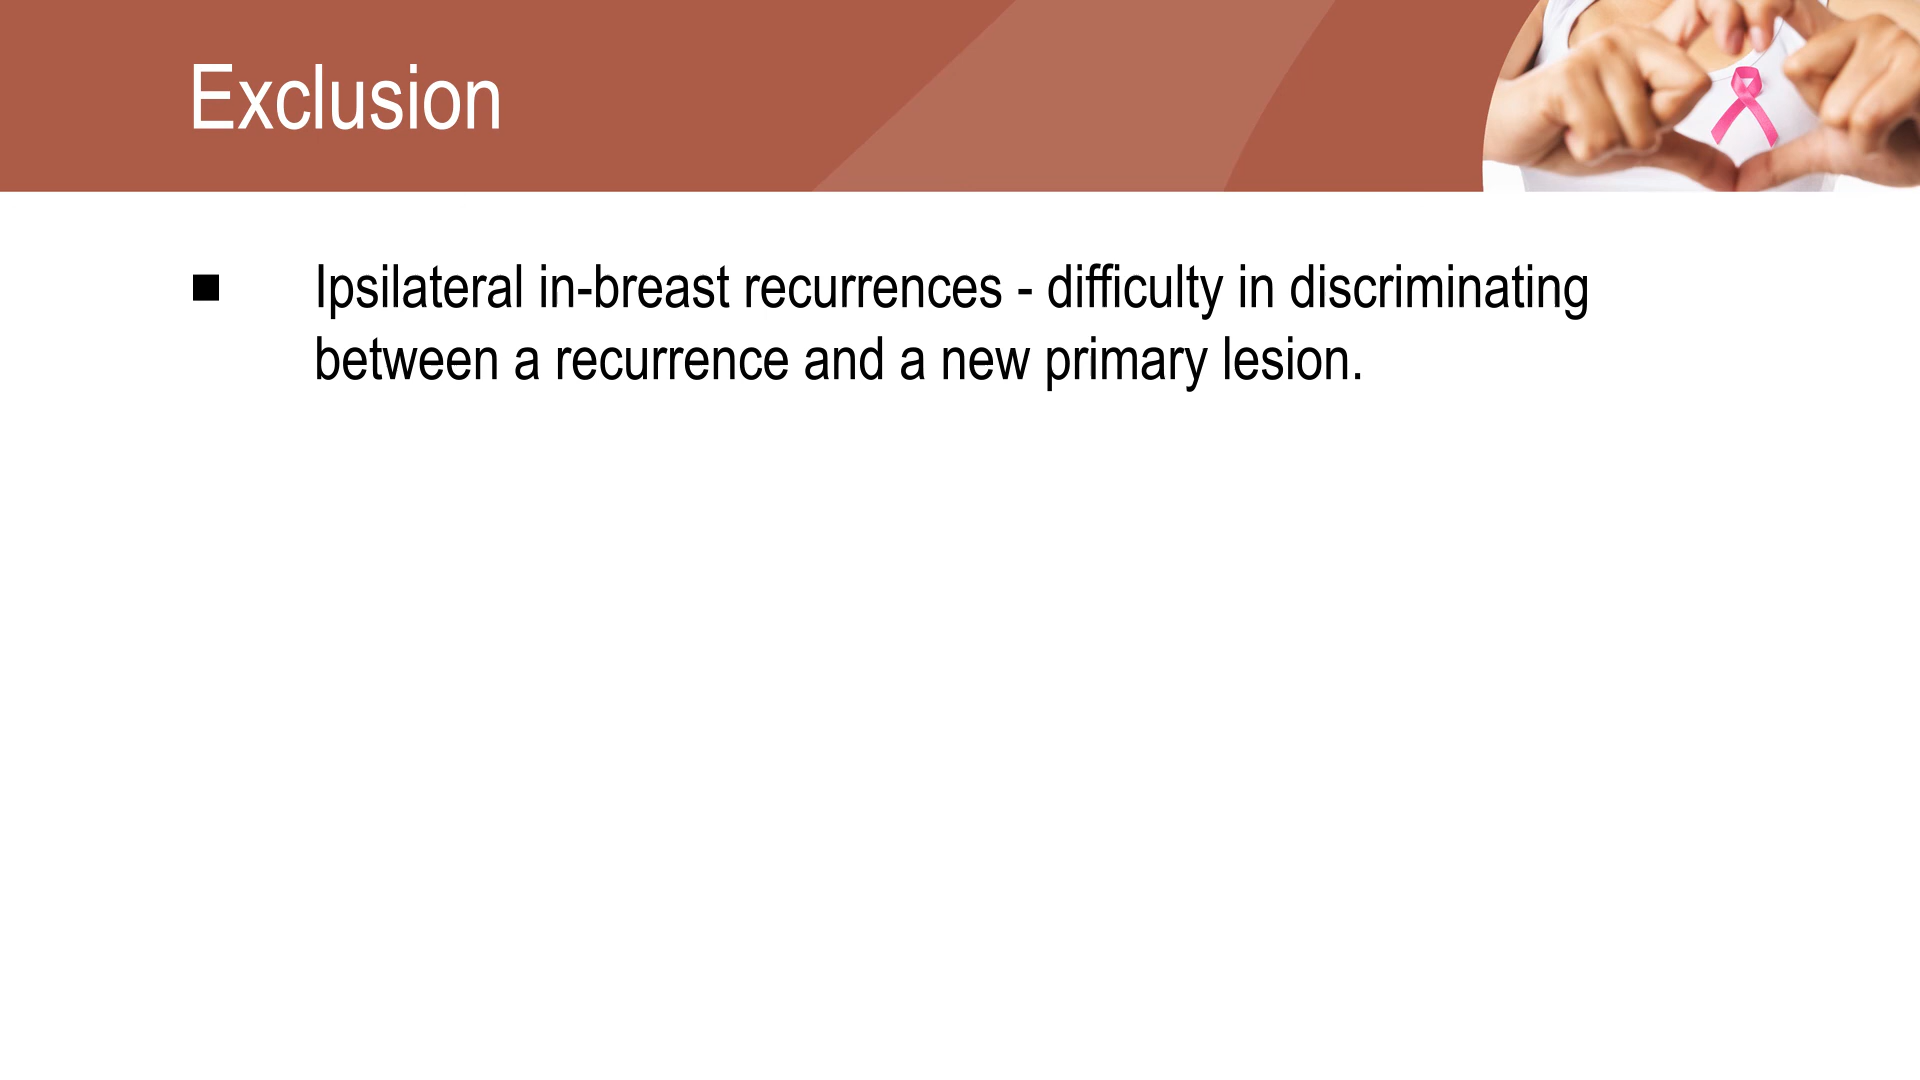 Exclusion
■ Ipsilateral in-breast recurrences - difficulty in discriminating
between a recurrence and a new primary lesion.